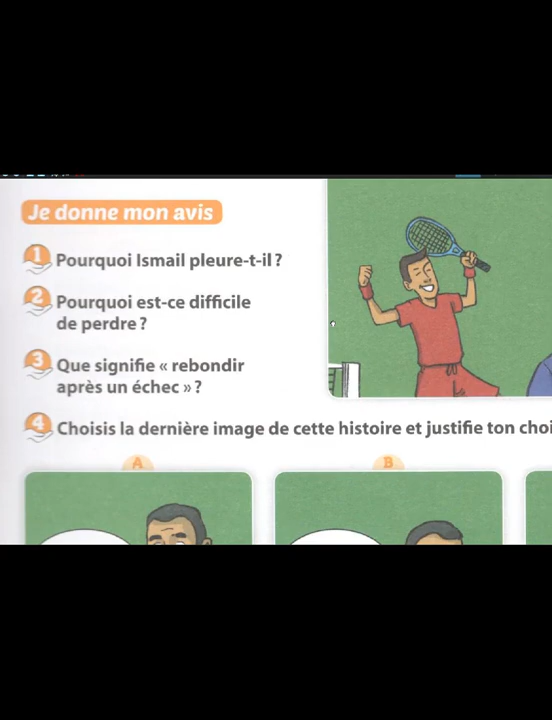 Je donne mon avis
1 Pourquoi Ismail pleure-t-il ?
2 Pourquoi est-ce difficile
de perdre ?
3 Que signifie « rebondir
après un échec » ?
4 Choisis la dernière image de cette histoire et justifie ton choi
A B